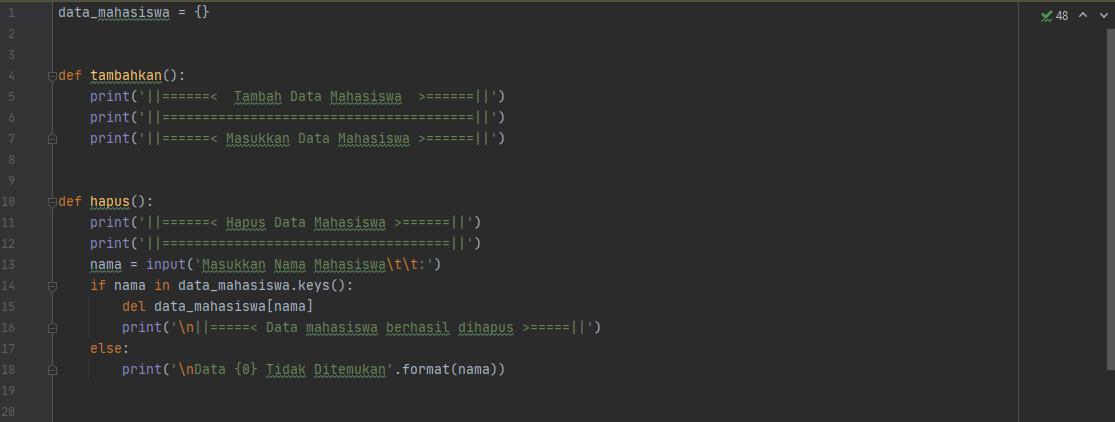 1 data_mahasiswa = {}
48
2
3
4 def tambahkan():
5     print('||======<  Tambah Data Mahasiswa  >======||')
6     print('||=======================================||')
7     print('||======< Masukkan Data Mahasiswa >======||')
8
9
10 def hapus():
11     print('||======< Hapus Data Mahasiswa >======||')
12     print('||====================================||')
13     nama = input('Masukkan Nama Mahasiswa\t\t:')
14     if nama in data_mahasiswa.keys():
15         del data_mahasiswa[nama]
16         print('\n||=====< Data mahasiswa berhasil dihapus >=====||')
17     else:
18         print('\nData {0} Tidak Ditemukan'.format(nama))
19
20